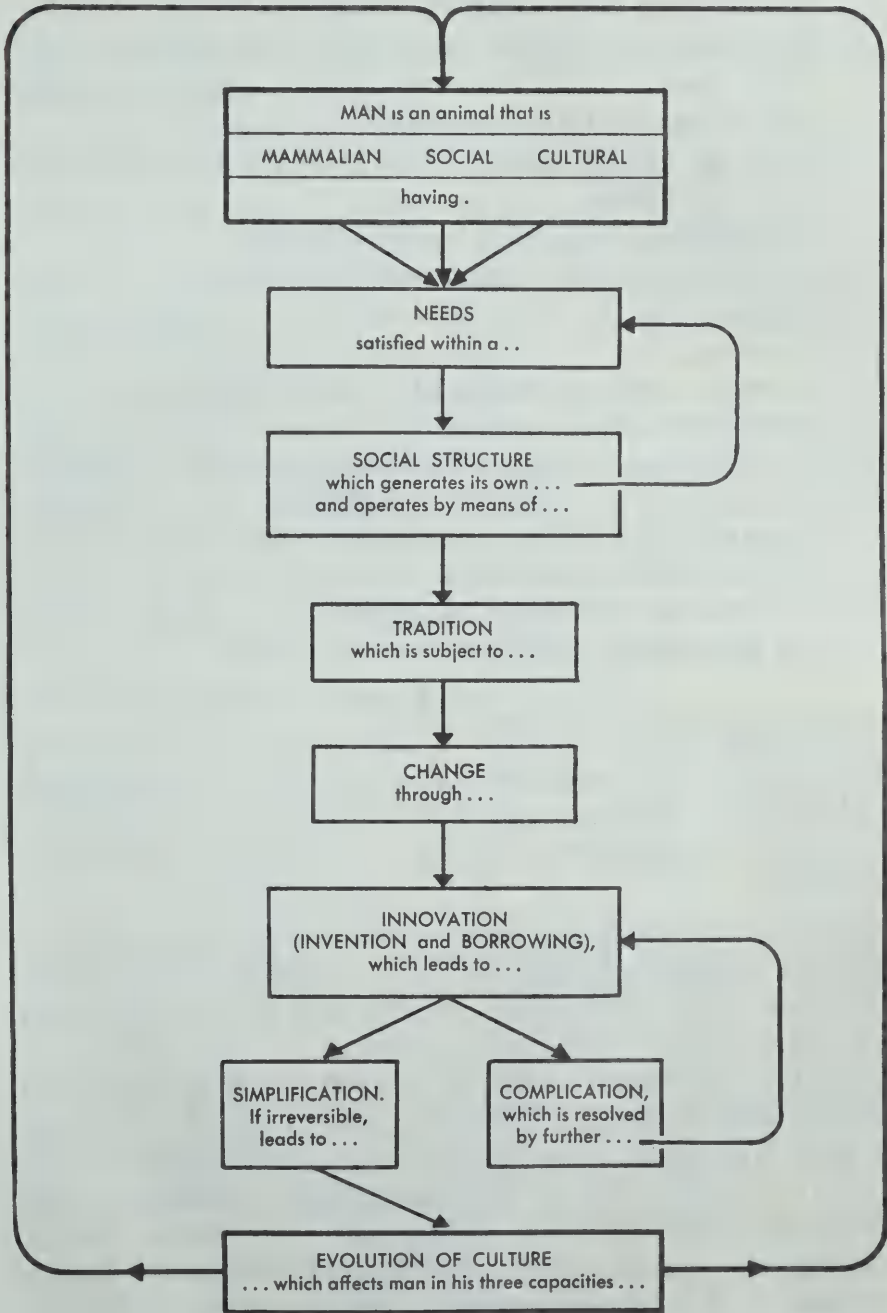 MAN is an animal that is
MAMMALIAN SOCIAL CULTURAL
having .
NEEDS
satisfied within a . .
SOCIAL STRUCTURE
which generates its own . . .
and operates by means of . . .
TRADITION
which is subject to . . .
CHANGE
through . . .
INNOVATION
(INVENTION and BORROWING),
which leads to . . .
SIMPLIFICATION.
If irreversible,
leads to . . .
COMPLICATION,
which is resolved
by further . . .
EVOLUTION OF CULTURE
. . . which affects man in his three capacities . . .